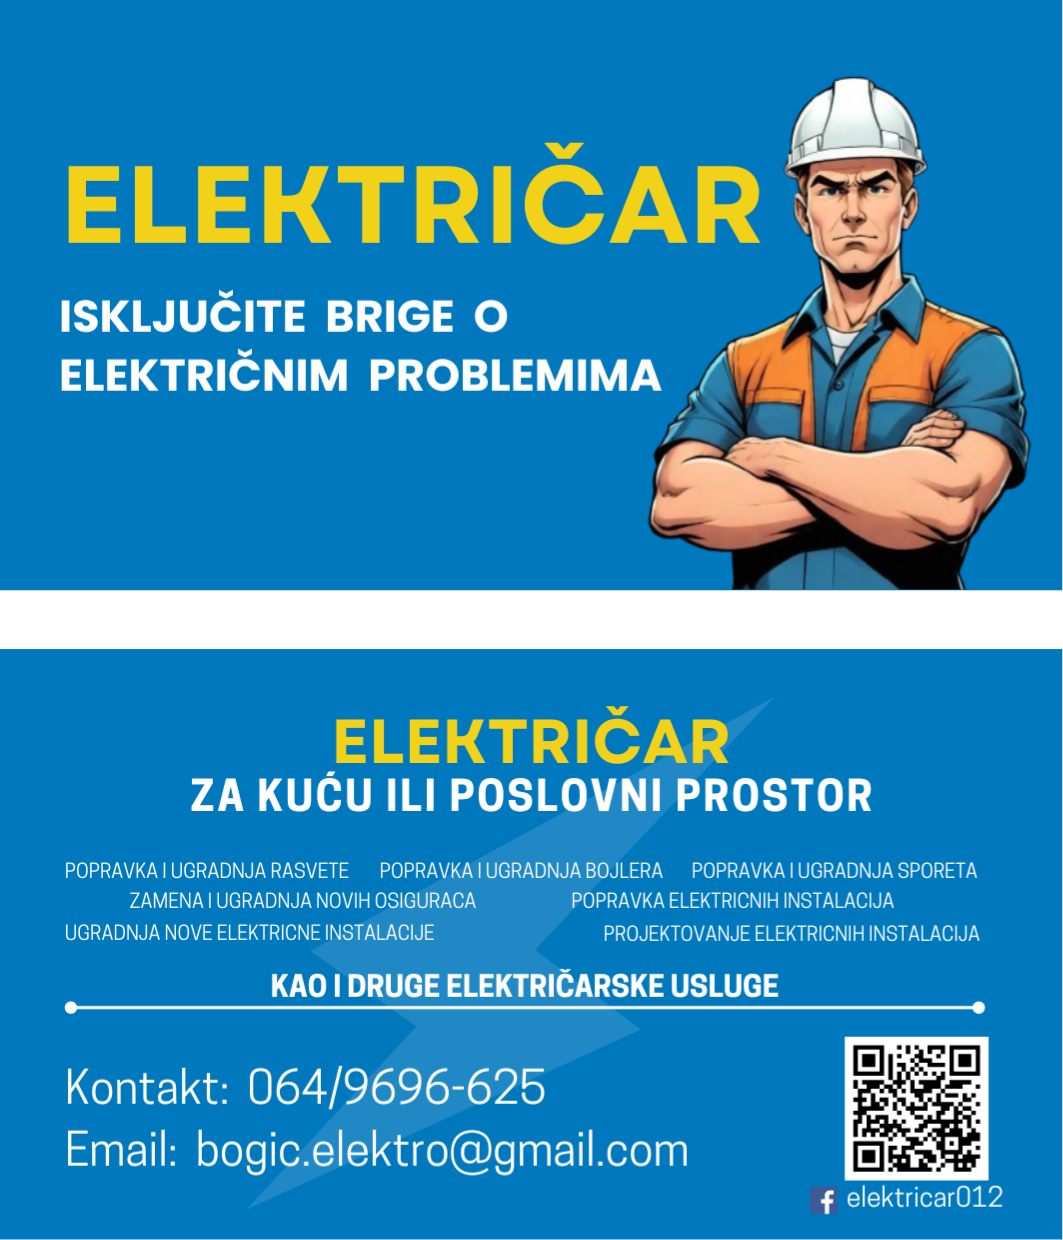 ELEKTRIČAR
ISKLJUČITE BRIGE O
ELEKTRIČNIM PROBLEMIMA
ELEKTRIČAR
ZA KUĆU ILI POSLOVNI PROSTOR
POPRAVKA I UGRADNJA RASVETE POPRAVKA I UGRADNJA BOJLERA POPRAVKA I UGRADNJA SPORETA
ZAMENA I UGRADNJA NOVIH OSIGURACA POPRAVKA ELEKTRICNIH INSTALACIJA
UGRADNJA NOVE ELEKTRICNE INSTALACIJE PROJEKTOVANJE ELEKTRICNIH INSTALACIJA
KAO I DRUGE ELEKTRIČARSKE USLUGE
Kontakt: 064/9696-625
Email: bogic.elektro@gmail.com
f elektricar012